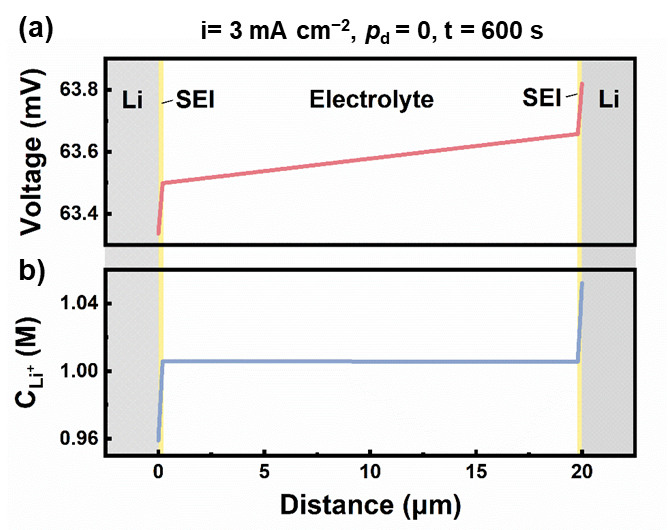 (a)
i= 3 mA cm⁻², pd = 0, t = 600 s
Voltage (mV)
63.8
63.6
63.4
Li
SEI
Electrolyte
SEI
Li
b)
C Li⁺ (M)
1.04
1.00
0.96
0 5 10 15 20
Distance (μm)